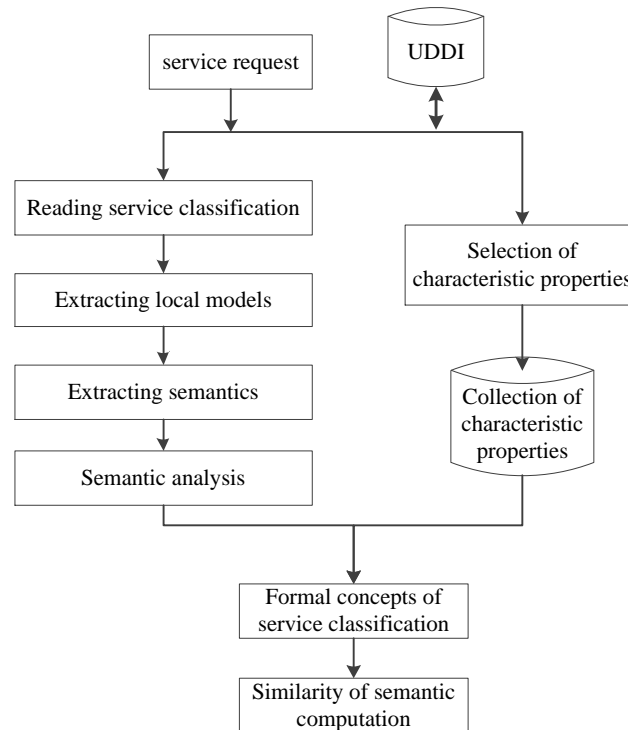 service request
UDDI
Reading service classification
Extracting local models
Extracting semantics
Semantic analysis
Selection of
characteristic properties
Collection of
characteristic
properties
Formal concepts of
service classification
Similarity of semantic
computation